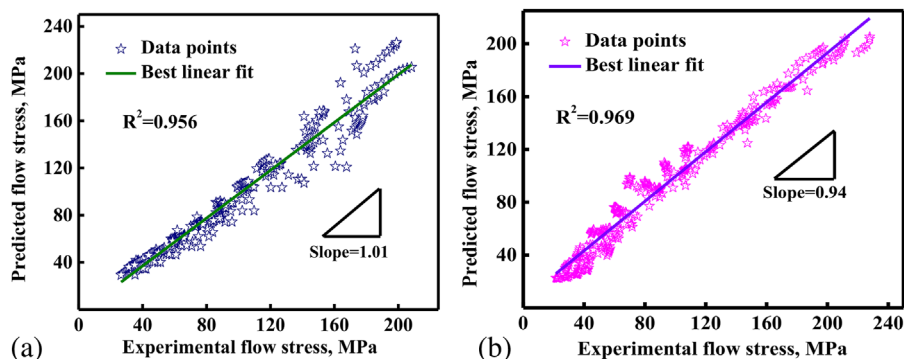 (a)
240
200
160
120
80
40
0
40
80
120
160
200
Predicted flow stress, MPa
Experimental flow stress, MPa
Data points
Best linear fit
R²=0.956
Slope=1.01
(b)
200
160
120
80
40
0
40
80
120
160
200
240
Predicted flow stress, MPa
Experimental flow stress, MPa
Data points
Best linear fit
R²=0.969
Slope=0.94